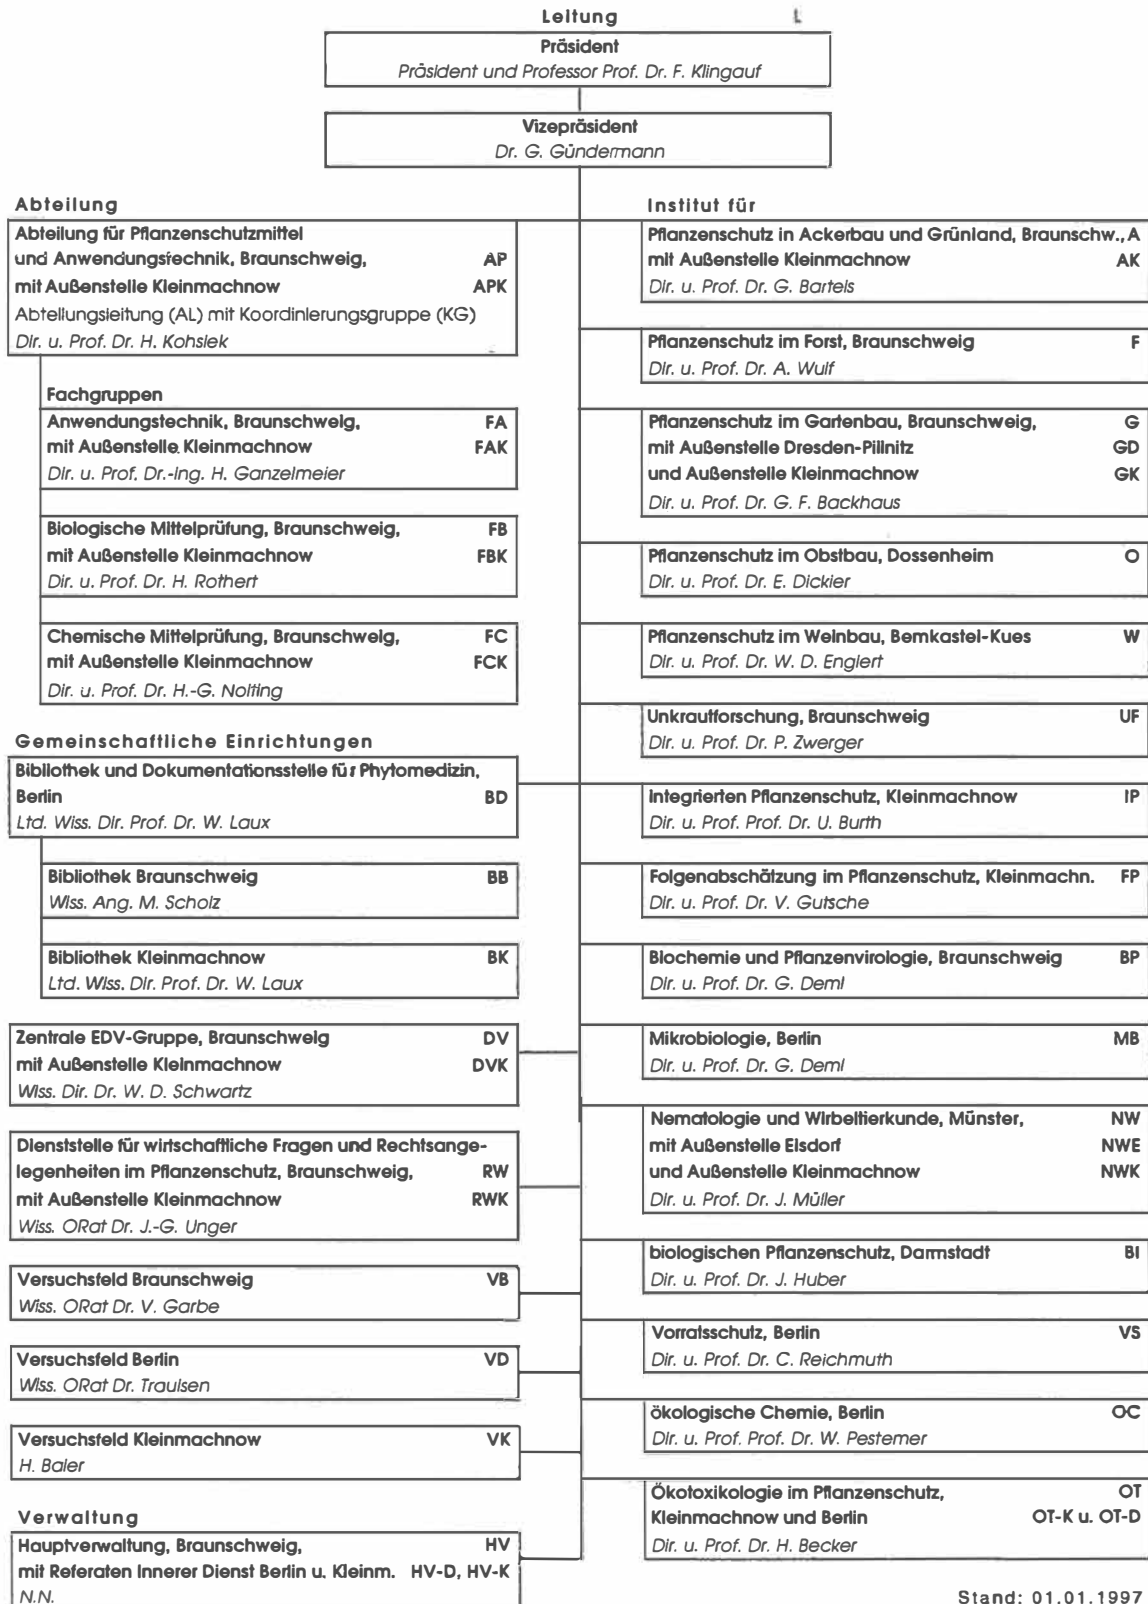 Leitung L
Präsident
Präsident und Professor Prof. Dr. F. Klingauf
Vizepräsident
Dr. G. Gündermann
Abteilung
Abteilung für Pflanzenschutzmittel
und Anwendungstechnik, Braunschweig, AP
mit Außenstelle Kleinmachnow APK
Abteilungsleitung (AL) mit Koordinierungsgruppe (KG)
Dir. u. Prof. Dr. H. Kohsiek
Fachgruppen
Anwendungstechnik, Braunschweig, FA
mit Außenstelle Kleinmachnow FAK
Dir. u. Prof. Dr.-Ing. H. Ganzelmeier
Biologische Mittelprüfung, Braunschweig, FB
mit Außenstelle Kleinmachnow FBK
Dir. u. Prof. Dr. H. Rothert
Chemische Mittelprüfung, Braunschweig, FC
mit Außenstelle Kleinmachnow FCK
Dir. u. Prof. Dr. H.-G. Nolting
Gemeinschaftliche Einrichtungen
Bibliothek und Dokumentationsstelle für Phytomedizin,
Berlin BD
Ltd. Wiss. Dir. Prof. Dr. W. Laux
Bibliothek Braunschweig BB
Wiss. Ang. M. Scholz
Bibliothek Kleinmachnow BK
Ltd. Wiss. Dir. Prof. Dr. W. Laux
Zentrale EDV-Gruppe, Braunschweig DV
mit Außenstelle Kleinmachnow DVK
Wiss. Dir. Dr. W. D. Schwartz
Dienststelle für wirtschaftliche Fragen und Rechtsange-
legenheiten im Pflanzenschutz, Braunschweig, RW
mit Außenstelle Kleinmachnow RWK
Wiss. ORat Dr. J.-G. Unger
Versuchsfeld Braunschweig VB
Wiss. ORat Dr. V. Garbe
Versuchsfeld Berlin VD
Wiss. ORat Dr. Traulsen
Versuchsfeld Kleinmachnow VK
H. Baier
Verwaltung
Hauptverwaltung, Braunschweig, HV
mit Referaten Innerer Dienst Berlin u. Kleinm. HV-D, HV-K
N.N.
Institut für
Pflanzenschutz in Ackerbau und Grünland, Braunschw., A
mit Außenstelle Kleinmachnow AK
Dir. u. Prof. Dr. G. Bartels
Pflanzenschutz im Forst, Braunschweig F
Dir. u. Prof. Dr. A. Wulf
Pflanzenschutz im Gartenbau, Braunschweig, G
mit Außenstelle Dresden-Pillnitz GD
und Außenstelle Kleinmachnow GK
Dir. u. Prof. Dr. G. F. Backhaus
Pflanzenschutz im Obstbau, Dossenheim O
Dir. u. Prof. Dr. E. Dickler
Pflanzenschutz im Weinbau, Bernkastel-Kues W
Dir. u. Prof. Dr. W. D. Englert
Unkrautforschung, Braunschweig UF
Dir. u. Prof. Dr. P. Zwerger
Integrierten Pflanzenschutz, Kleinmachnow IP
Dir. u. Prof. Prof. Dr. U. Burth
Folgenabschätzung im Pflanzenschutz, Kleinmachn. FP
Dir. u. Prof. Dr. V. Gutsche
Biochemie und Pflanzenvirologie, Braunschweig BP
Dir. u. Prof. Dr. G. Deml
Mikrobiologie, Berlin MB
Dir. u. Prof. Dr. G. Deml
Nematologie und Wirbeltierkunde, Münster, NW
mit Außenstelle Elsdorf NWE
und Außenstelle Kleinmachnow NWK
Dir. u. Prof. Dr. J. Müller
biologischen Pflanzenschutz, Darmstadt BI
Dir. u. Prof. Dr. J. Huber
Vorratsschutz, Berlin VS
Dir. u. Prof. Dr. C. Reichmuth
ökologische Chemie, Berlin OC
Dir. u. Prof. Prof. Dr. W. Pestemer
Ökotoxikologie im Pflanzenschutz, OT
Kleinmachnow und Berlin OT-K u. OT-D
Dir. u. Prof. Dr. H. Becker
Stand: 01.01.1997